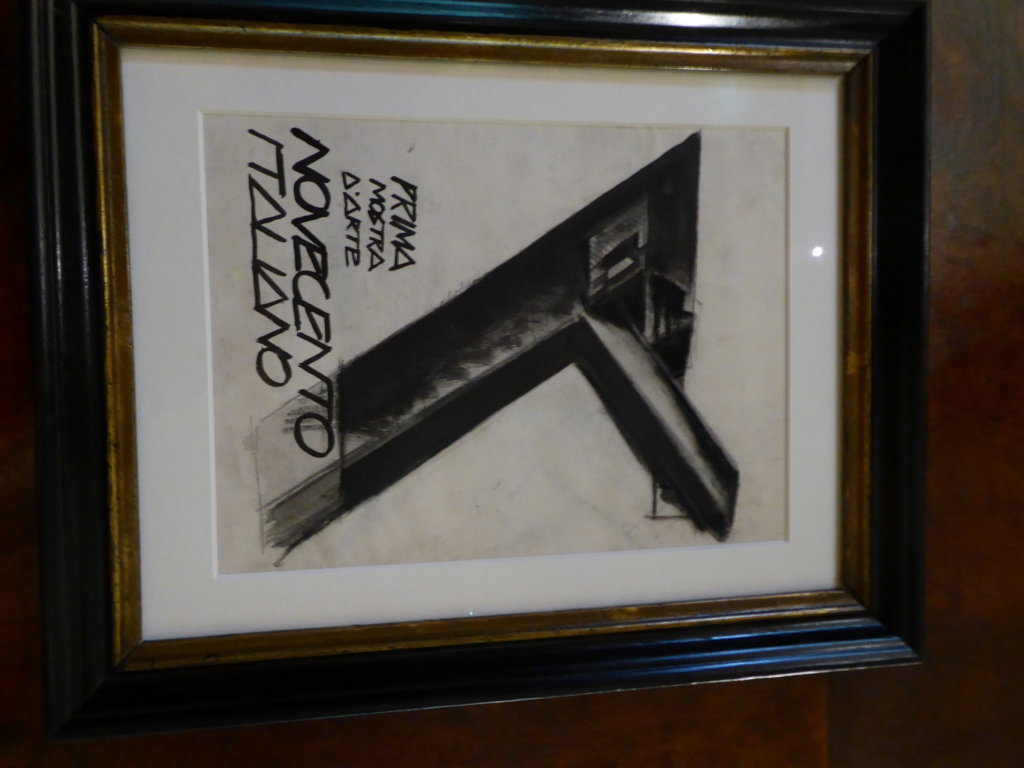 PRIMA
MOSTRA
D'ARTE
NOVECENTO
ITALIANO